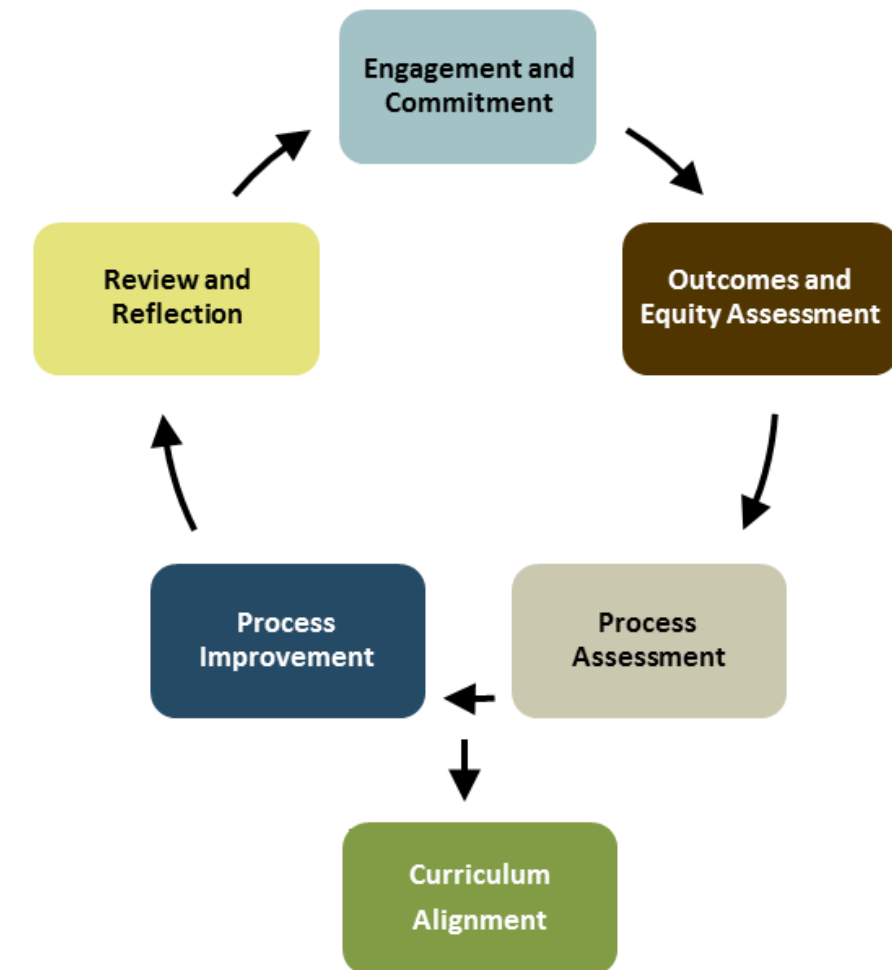 Engagement and
Commitment
Outcomes and
Equity Assessment
Process
Assessment
Process
Improvement
Review and
Reflection
Curriculum
Alignment